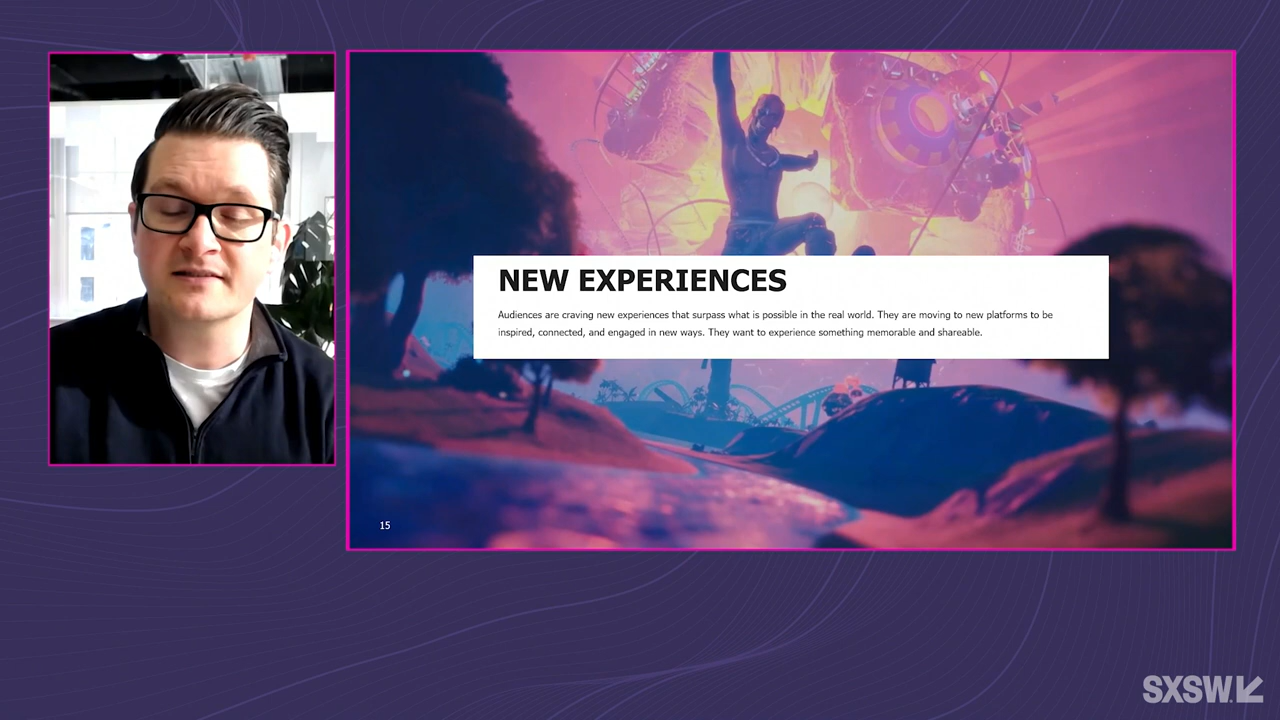 NEW EXPERIENCES
Audiences are craving new experiences that surpass what is possible in the real world. They are moving to new platforms to be
inspired, connected, and engaged in new ways. They want to experience something memorable and shareable.
15
SXSW.